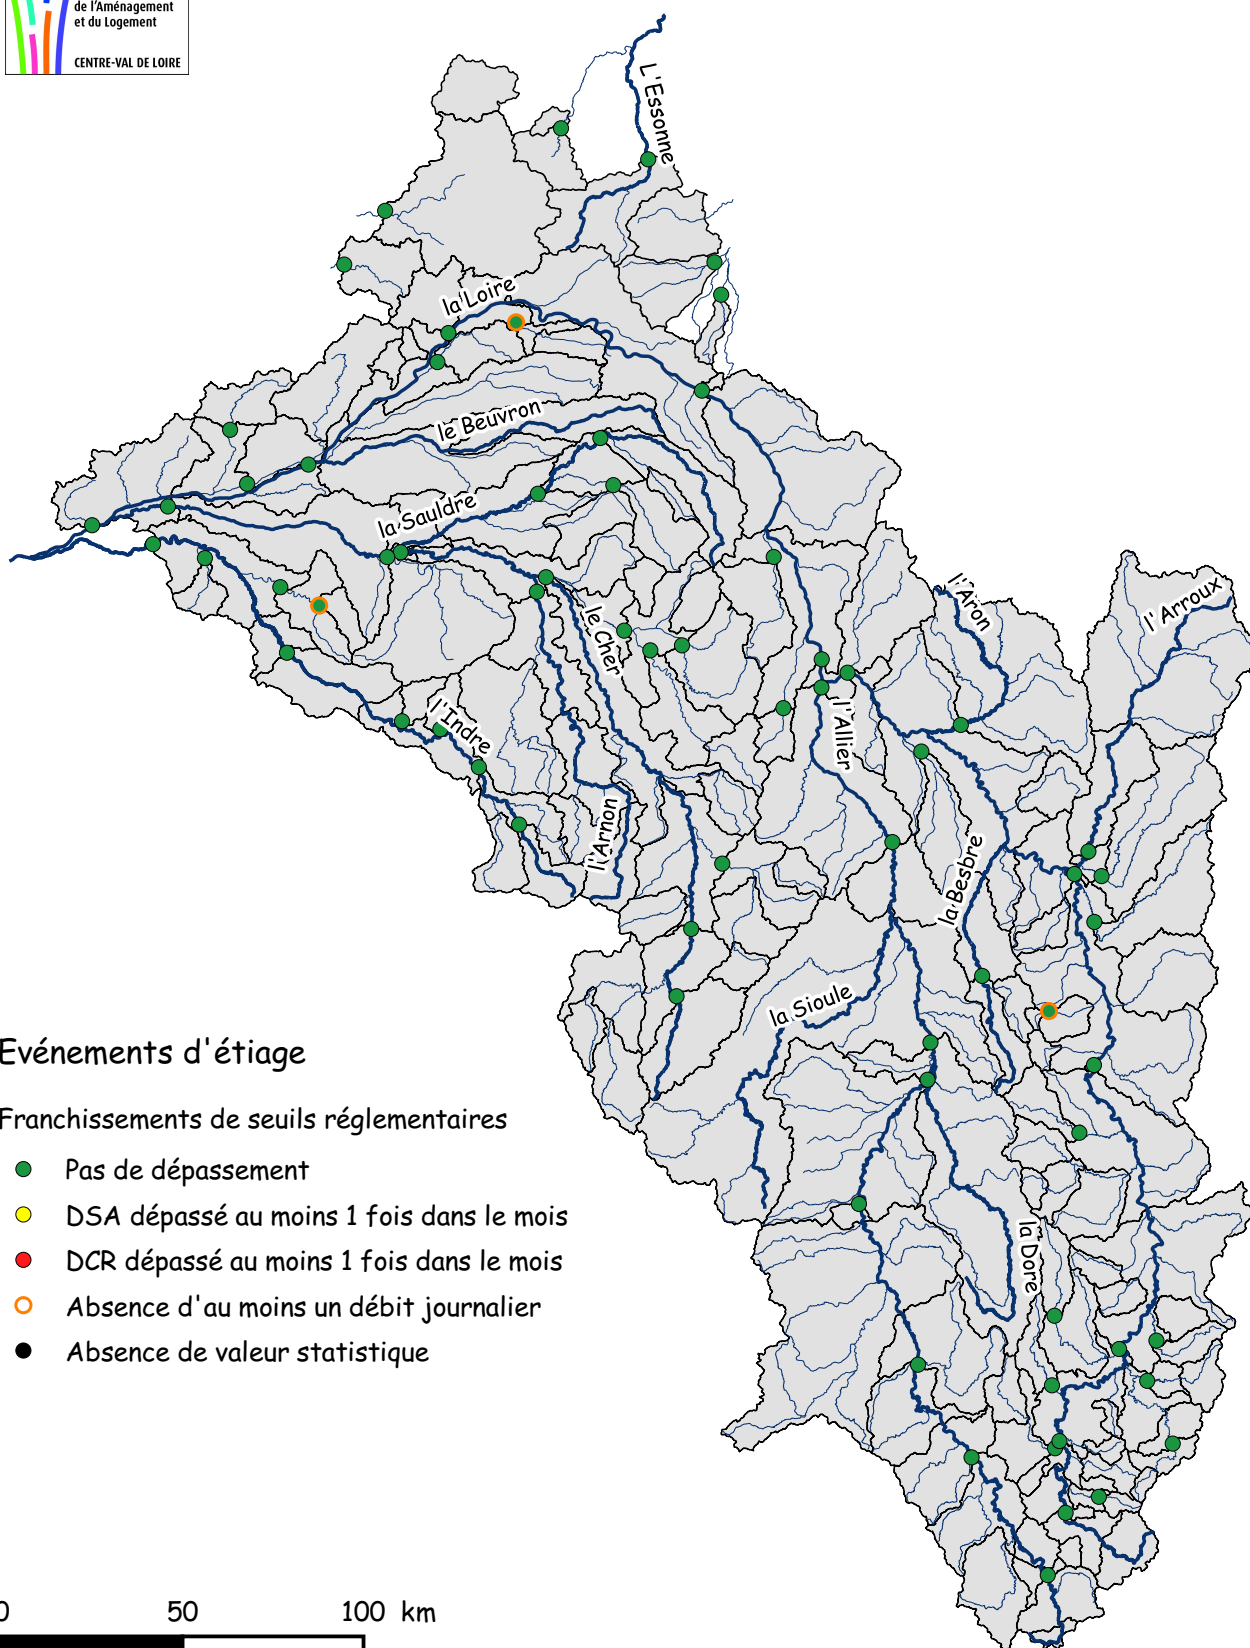 de l'Aménagement
et du Logement
CENTRE-VAL DE LOIRE
L'Essonne
la Loire
le Beuvron
la Sauldre
le Cher
l'Aron
l'Arroux
l'Indre
l'Allier
l'Arnon
la Besbre
la Sioule
la Dore
Evénements d'étiage
Franchissements de seuils réglementaires
Pas de dépassement
DSA dépassé au moins 1 fois dans le mois
DCR dépassé au moins 1 fois dans le mois
Absence d'au moins un débit journalier
Absence de valeur statistique
0 50 100 km